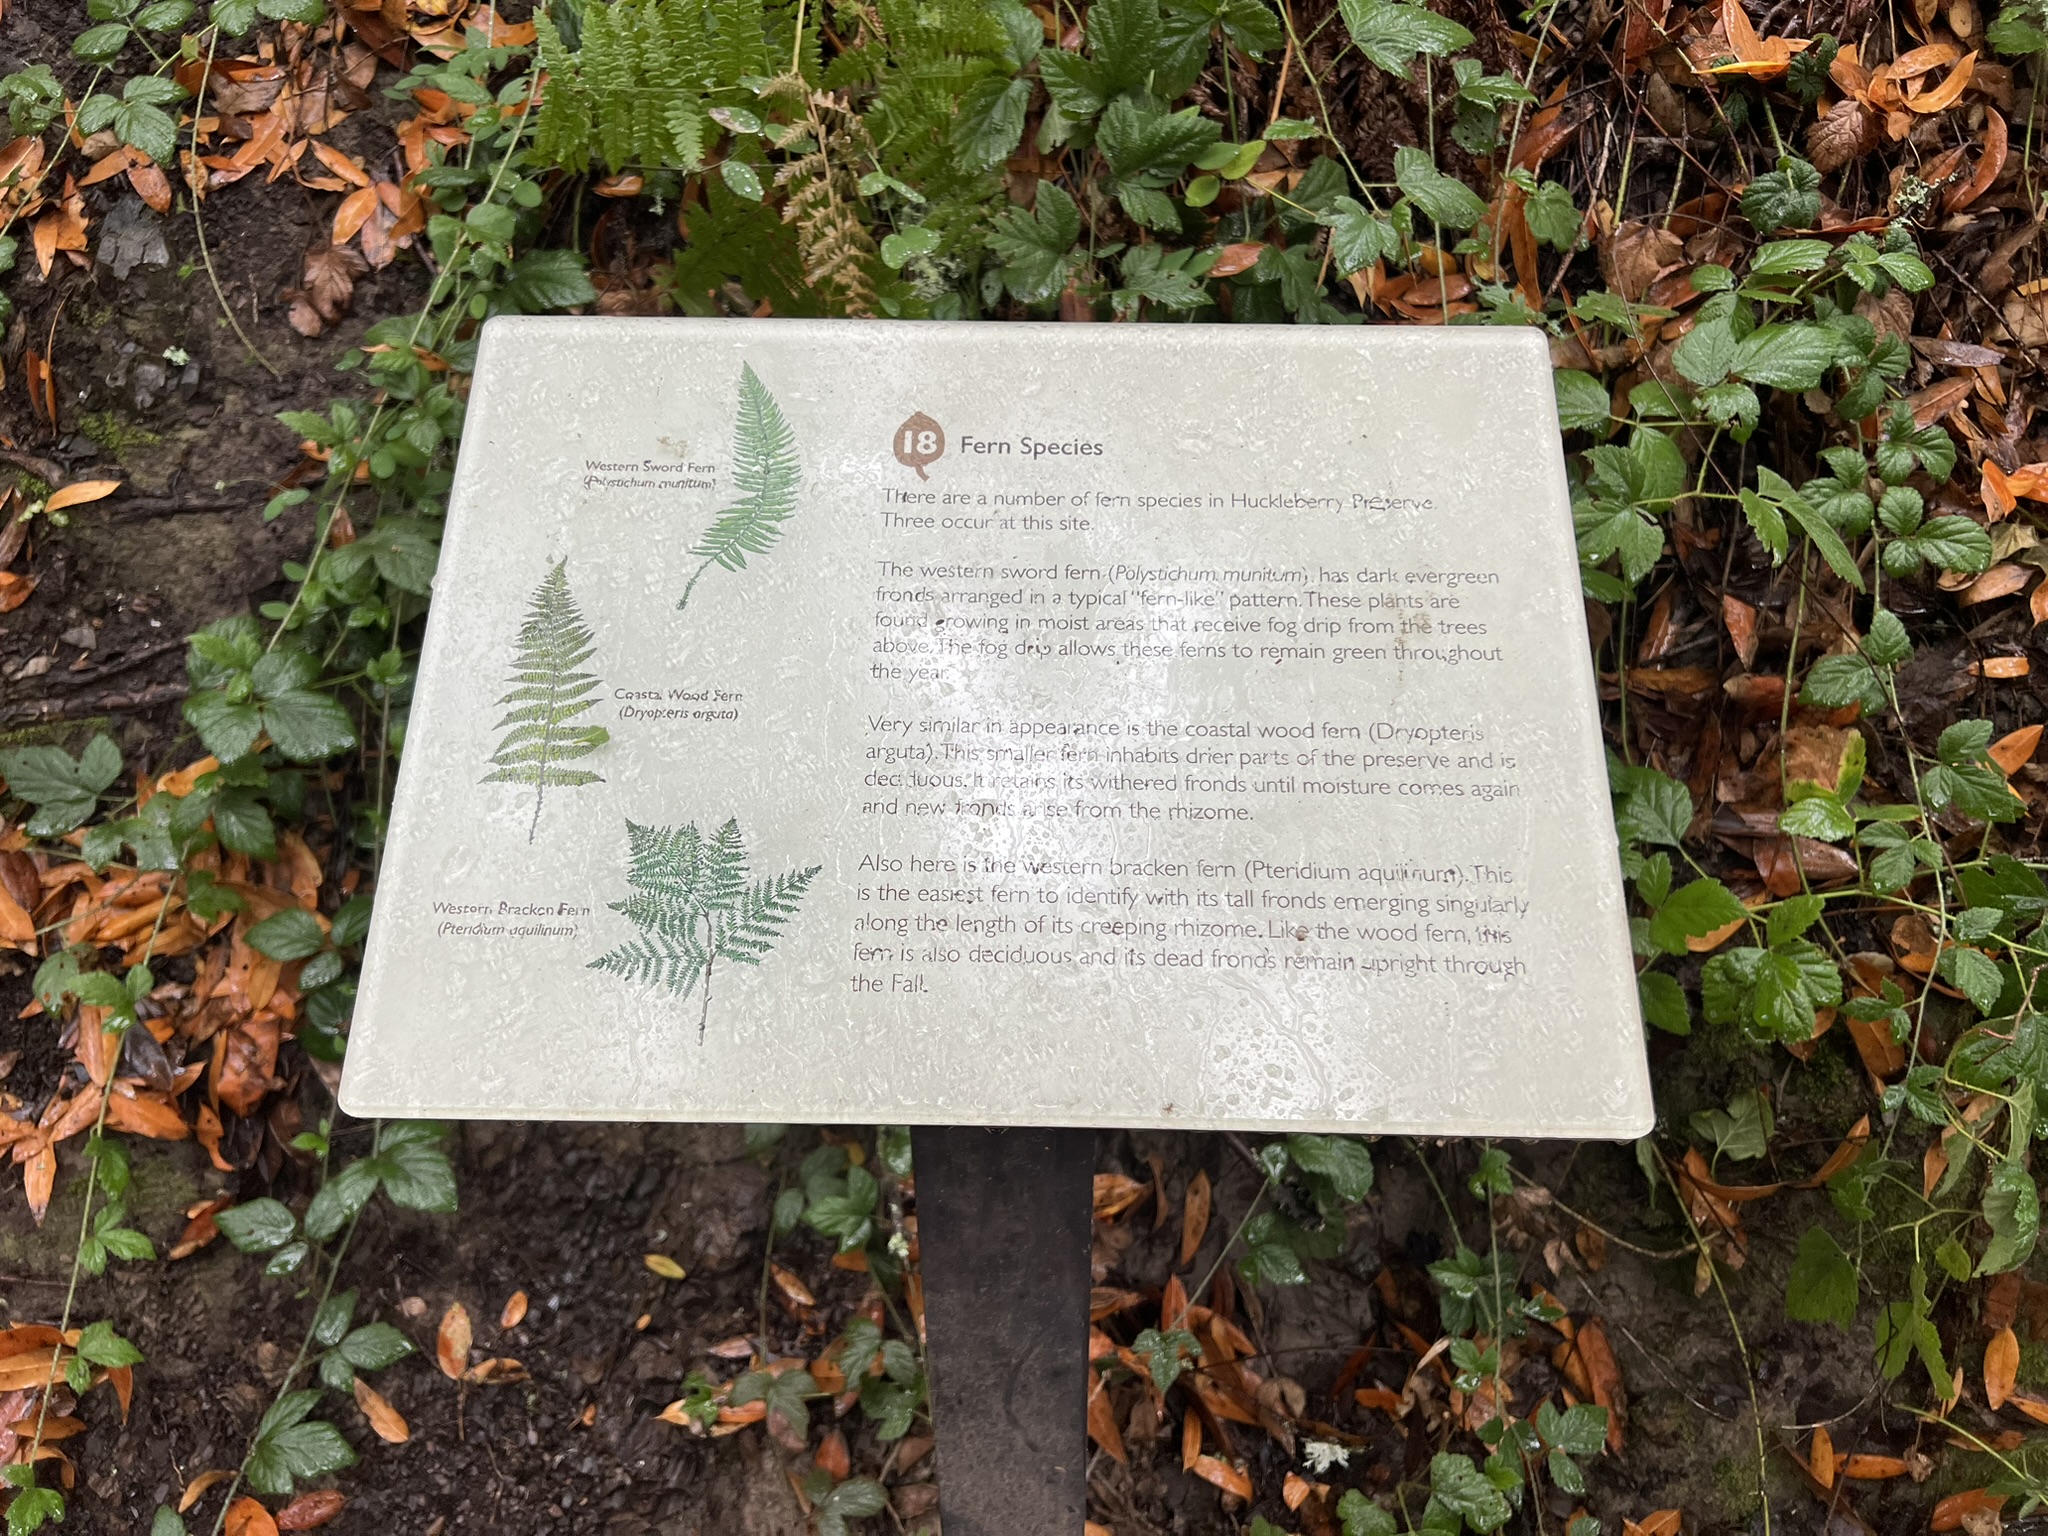 18 Fern Species
There are a number of fern species in Huckleberry Preserve.
Three occur at this site.
The western sword fern (Polystichum munitum), has dark evergreen
fronds arranged in a typical "fern-like" pattern. These plants are
found growing in moist areas that receive fog drip from the trees
above. The fog drip allows these ferns to remain green throughout
the year.
Very similar in appearance is the coastal wood fern (Dryopteris
arguta). This smaller fern inhabits drier parts of the preserve and is
deciduous. It retains its withered fronds until moisture comes again
and new fronds arise from the rhizome.
Also here is the western bracken fern (Pteridium aquilinum). This
is the easiest fern to identify with its tall fronds emerging singularly
along the length of its creeping rhizome. Like the wood fern, this
fern is also deciduous and its dead fronds remain upright through
the Fall.
Western Sword Fern
(Polystichum munitum)
Coastal Wood Fern
(Dryopteris arguta)
Western Bracken Fern
(Pteridium aquilinum)